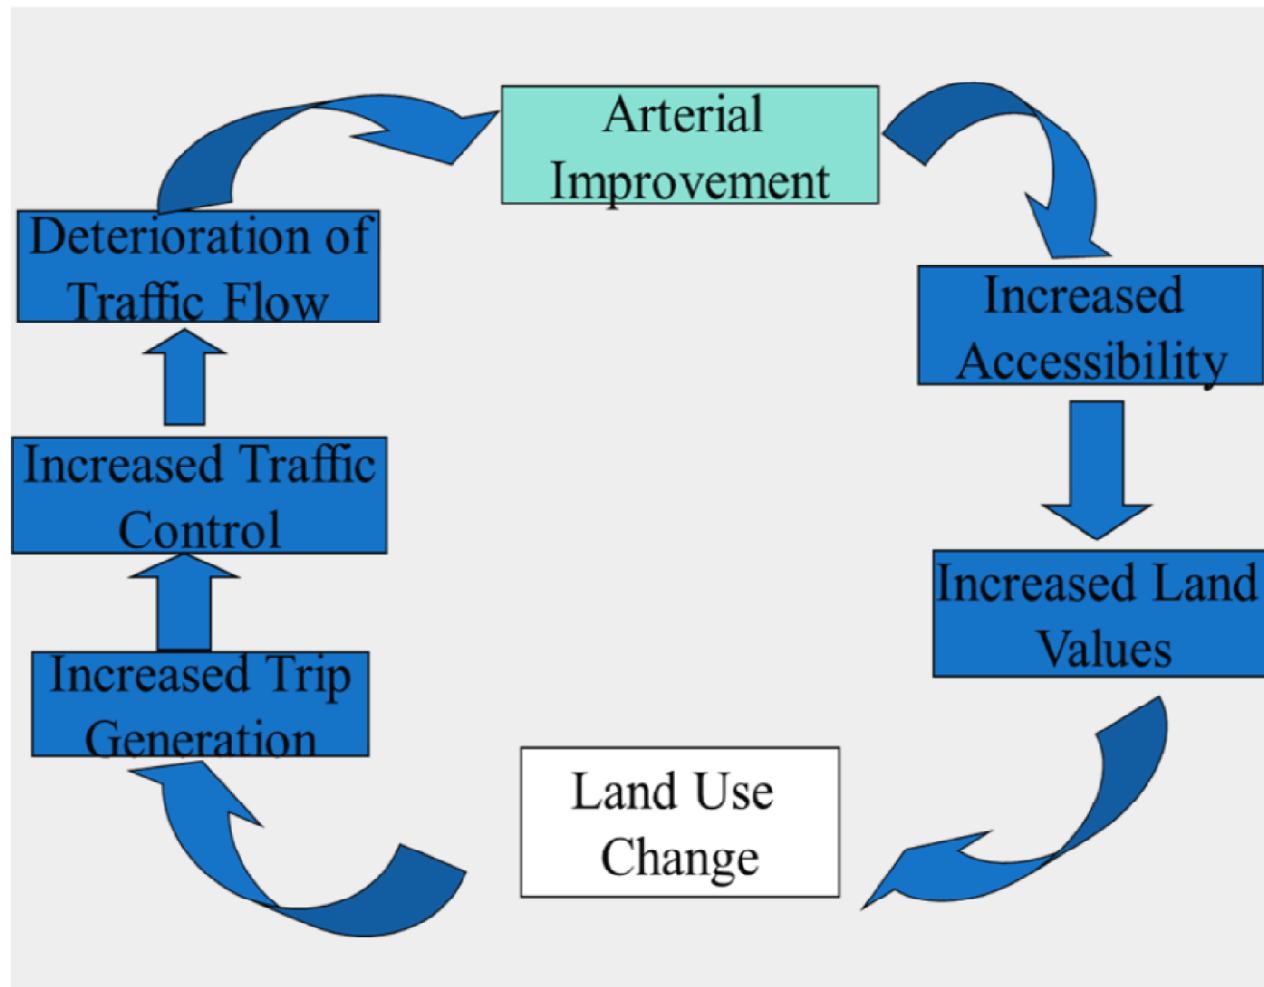 Arterial
Improvement
Increased
Accessibility
Increased Land
Values
Land Use
Change
Increased Trip
Generation
Increased Traffic
Control
Deterioration of
Traffic Flow